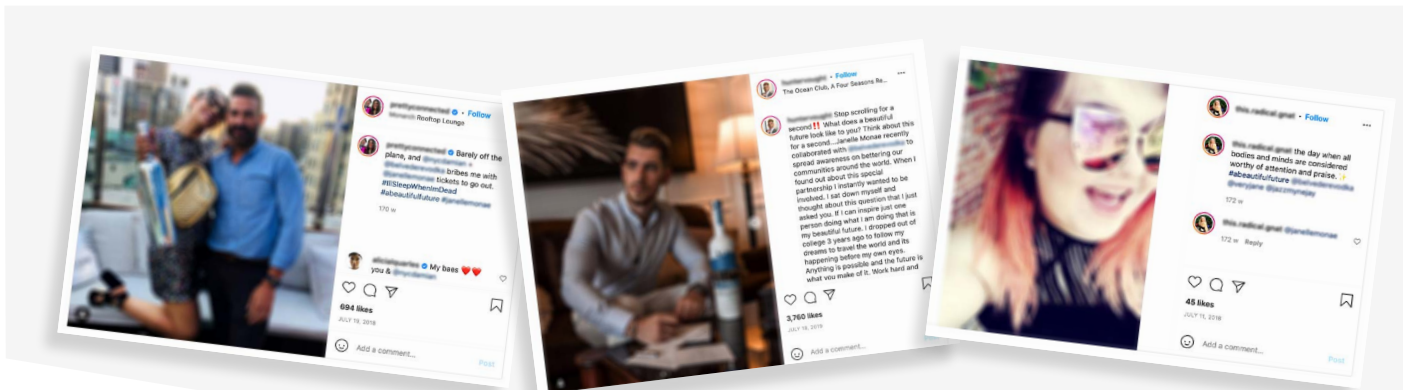 Follow
Rooftop Lounge
Barely off the
plane, and
bribes me with
tickets to go out.
#IllSleepWhenImDead
#abeautifulfuture #janellemonae
170 w
My baes ❤️❤️
you &
694 likes
JULY 19, 2018
Add a comment...
Post
Follow
The Ocean Club, A Four Seasons Re...
Stop scrolling for a
second‼️ What does a beautiful
future look like to you? Think about this
for a second...Janelle Monae recently
collaborated with @belvederevodka to
spread awareness on bettering our
communities around the world. When I
found out about this special
partnership I instantly wanted to be
involved. I sat down myself and
thought about this question that I just
asked you. If I can inspire just one
person doing what I am doing that is
my beautiful future. I dropped out of
college 3 years ago to follow my
dreams to travel the world and its
happening before my own eyes.
Anything is possible and the future is
what you make of it. Work hard and
3,760 likes
Add a comment...
this.radical.gnat • Follow
this.radical.gnat the day when all
bodies and minds are considered
worthy of attention and praise. ✨
#abeautifulfuture @belvederevodka
@veryjane @jazzmynejay
172 w
this.radical.gnat @janellemonae
172 w Reply
45 likes
JULY 11, 2018
Add a comment...
Post